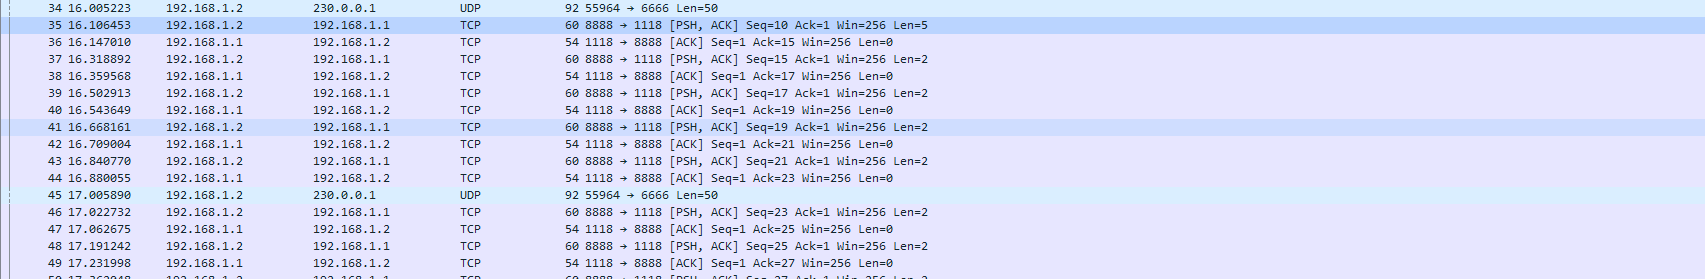 34 16.005223 192.168.1.2 230.0.0.1 UDP 92 55964 → 6666 Len=50
35 16.106453 192.168.1.2 192.168.1.1 TCP 60 8888 → 1118 [PSH, ACK] Seq=10 Ack=1 Win=256 Len=5
36 16.147010 192.168.1.1 192.168.1.2 TCP 54 1118 → 8888 [ACK] Seq=1 Ack=15 Win=256 Len=0
37 16.318892 192.168.1.2 192.168.1.1 TCP 60 8888 → 1118 [PSH, ACK] Seq=15 Ack=1 Win=256 Len=2
38 16.359568 192.168.1.1 192.168.1.2 TCP 54 1118 → 8888 [ACK] Seq=1 Ack=17 Win=256 Len=0
39 16.502913 192.168.1.2 192.168.1.1 TCP 60 8888 → 1118 [PSH, ACK] Seq=17 Ack=1 Win=256 Len=2
40 16.543649 192.168.1.1 192.168.1.2 TCP 54 1118 → 8888 [ACK] Seq=1 Ack=19 Win=256 Len=0
41 16.668161 192.168.1.2 192.168.1.1 TCP 60 8888 → 1118 [PSH, ACK] Seq=19 Ack=1 Win=256 Len=2
42 16.709004 192.168.1.1 192.168.1.2 TCP 54 1118 → 8888 [ACK] Seq=1 Ack=21 Win=256 Len=0
43 16.840770 192.168.1.2 192.168.1.1 TCP 60 8888 → 1118 [PSH, ACK] Seq=21 Ack=1 Win=256 Len=2
44 16.880055 192.168.1.1 192.168.1.2 TCP 54 1118 → 8888 [ACK] Seq=1 Ack=23 Win=256 Len=0
45 17.005890 192.168.1.2 230.0.0.1 UDP 92 55964 → 6666 Len=50
46 17.022732 192.168.1.2 192.168.1.1 TCP 60 8888 → 1118 [PSH, ACK] Seq=23 Ack=1 Win=256 Len=2
47 17.062675 192.168.1.1 192.168.1.2 TCP 54 1118 → 8888 [ACK] Seq=1 Ack=25 Win=256 Len=0
48 17.191242 192.168.1.2 192.168.1.1 TCP 60 8888 → 1118 [PSH, ACK] Seq=25 Ack=1 Win=256 Len=2
49 17.231998 192.168.1.1 192.168.1.2 TCP 54 1118 → 8888 [ACK] Seq=1 Ack=27 Win=256 Len=0